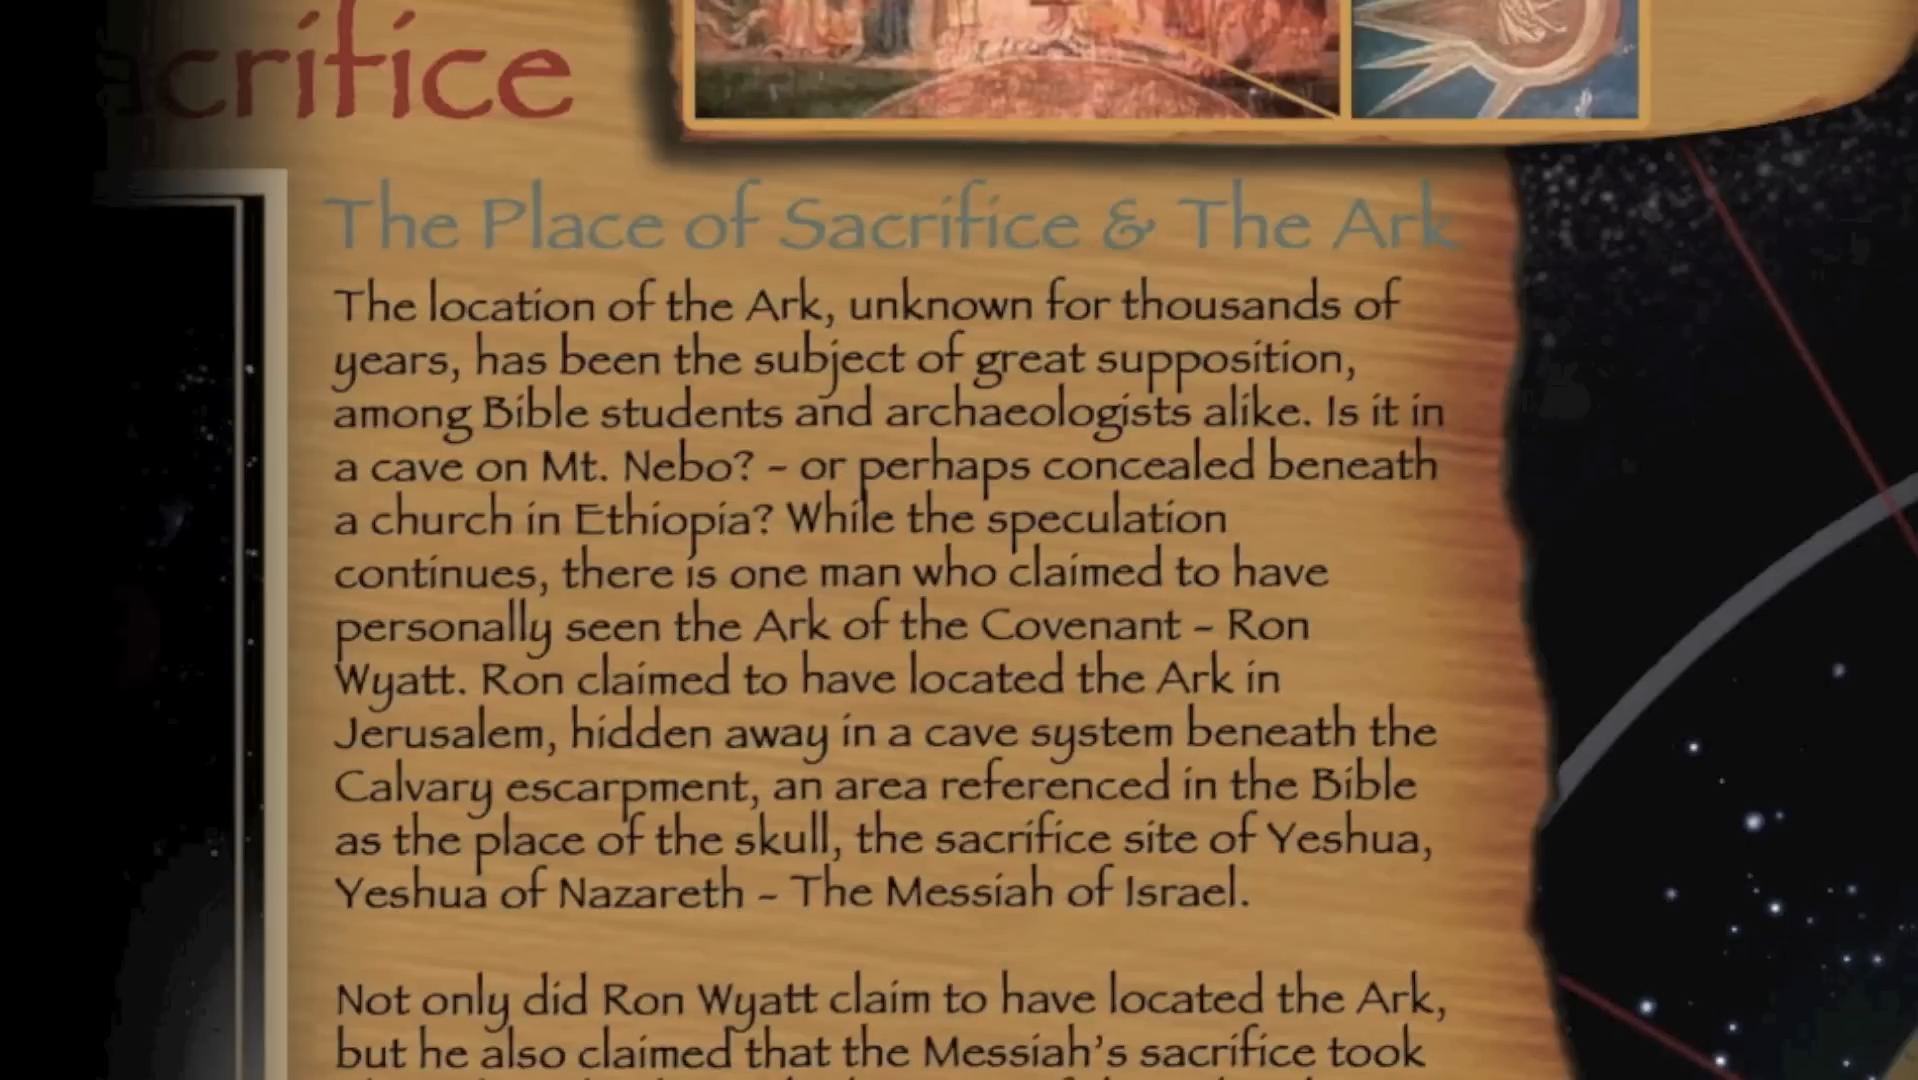 crifice
The Place of Sacrifice & The Ark
The location of the Ark, unknown for thousands of
years, has been the subject of great supposition,
among Bible students and archaeologists alike. Is it in
a cave on Mt. Nebo? - or perhaps concealed beneath
a church in Ethiopia? While the speculation
continues, there is one man who claimed to have
personally seen the Ark of the Covenant - Ron
Wyatt. Ron claimed to have located the Ark in
Jerusalem, hidden away in a cave system beneath the
Calvary escarpment, an area referenced in the Bible
as the place of the skull, the sacrifice site of Yeshua,
Yeshua of Nazareth - The Messiah of Israel.
Not only did Ron Wyatt claim to have located the Ark,
but he also claimed that the Messiah's sacrifice took